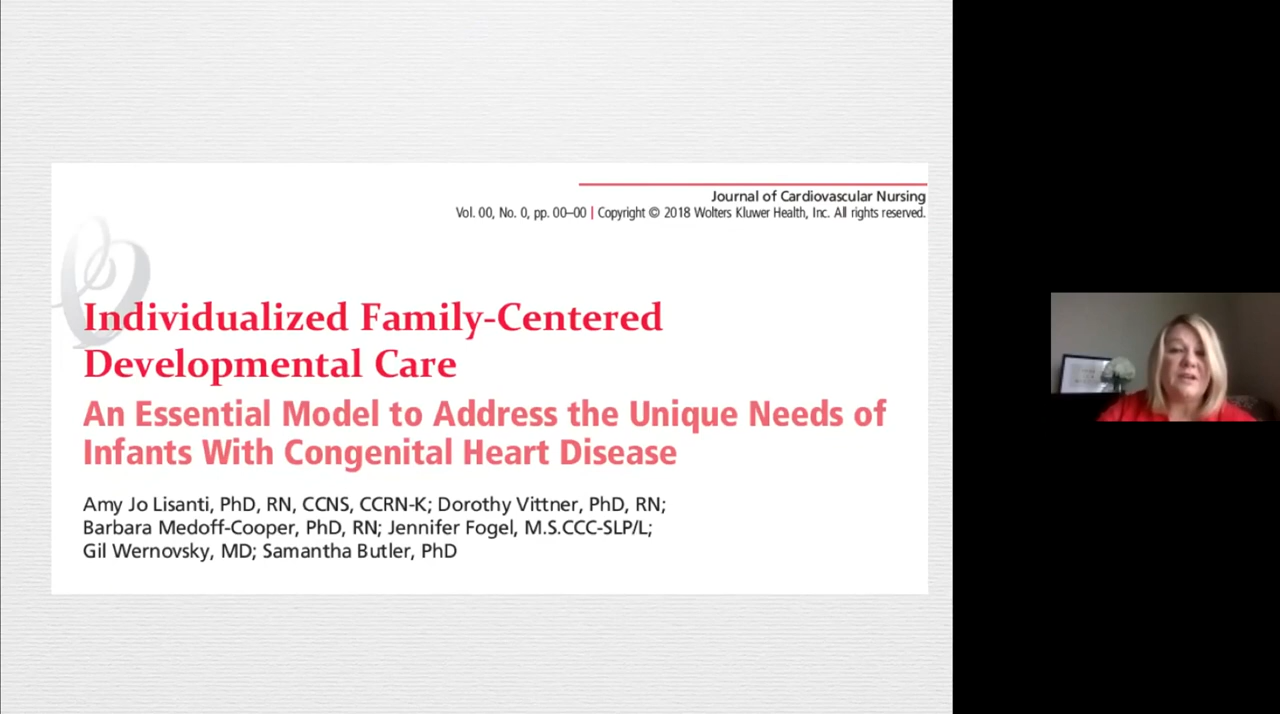 Journal of Cardiovascular Nursing
Vol. 00, No. 0, pp. 00–00 | Copyright © 2018 Wolters Kluwer Health, Inc. All rights reserved.
Individualized Family-Centered
Developmental Care
An Essential Model to Address the Unique Needs of
Infants With Congenital Heart Disease
Amy Jo Lisanti, PhD, RN, CCNS, CCRN-K; Dorothy Vittner, PhD, RN;
Barbara Medoff-Cooper, PhD, RN; Jennifer Fogel, M.S.CCC-SLP/L;
Gil Wernovsky, MD; Samantha Butler, PhD